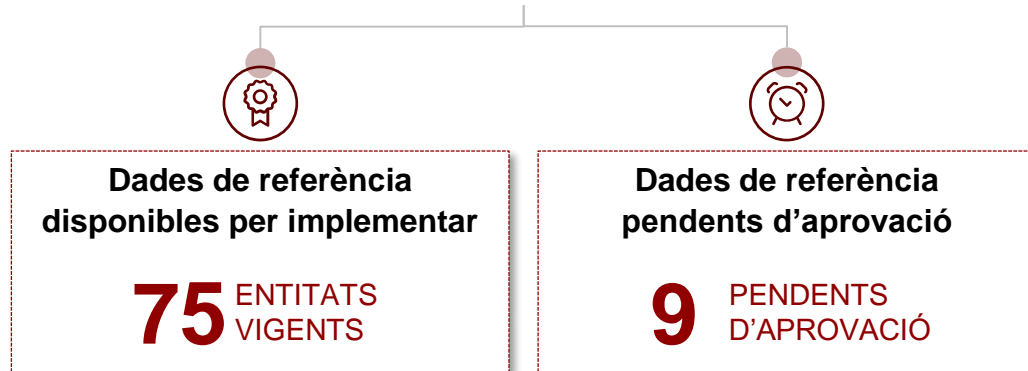 Dades de referència
disponibles per implementar
75 ENTITATS
VIGENTS
Dades de referència
pendents d’aprovació
9 PENDENTS
D’APROVACIÓ